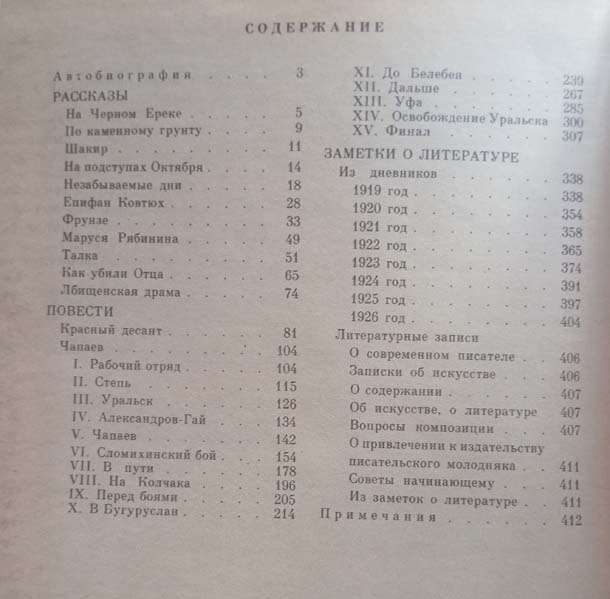 СОДЕРЖАНИЕ
Автобиография . . . . 3
РАССКАЗЫ
На Черном Ереке . . . . 5
По каменному грунту . . . . 9
Шакир . . . . 11
На подступах Октября . . . . 14
Незабываемые дни . . . . 18
Епифан Ковтюх . . . . 28
Фрунзе . . . . 33
Маруся Рябинина . . . . 49
Талка . . . . 51
Как убили Отца . . . . 65
Лбищенская драма . . . . 74
ПОВЕСТИ
Красный десант . . . . 81
Чапаев . . . . 104
I. Рабочий отряд . . . . 104
II. Степь . . . . 115
III. Уральск . . . . 126
IV. Александров-Гай . . . . 134
V. Чапаев . . . . 142
VI. Сломихинский бой . . . . 154
VII. В пути . . . . 178
VIII. На Колчака . . . . 196
IX. Перед боями . . . . 205
X. В Бугуруслан . . . . 214
XI. До Белебея . . . . 239
XII. Дальше . . . . 267
XIII. Уфа . . . . 285
XIV. Освобождение Уральска . 300
XV. Финал . . . . 307
ЗАМЕТКИ О ЛИТЕРАТУРЕ
Из дневников . . . . 338
1919 год . . . . 338
1920 год . . . . 354
1921 год . . . . 358
1922 год . . . . 365
1923 год . . . . 374
1924 год . . . . 391
1925 год . . . . 397
1926 год . . . . 404
Литературные записи
О современном писателе . . 406
Записки об искусстве . . . 406
О содержании . . . . 407
Об искусстве, о литературе 407
Вопросы композиции . . . 407
О привлечении к издательству
писательского молодняка . . 411
Советы начинающему . . . 411
Из заметок о литературе . . 411
Примечания . . . . 412